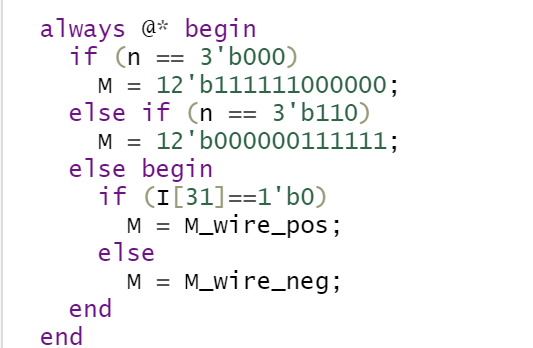 always @* begin
if (n == 3'b000)
M = 12'b111111000000;
else if (n == 3'b110)
M = 12'b000000111111;
else begin
if (I[31]==1'b0)
M = M_wire_pos;
else
M = M_wire_neg;
end
end